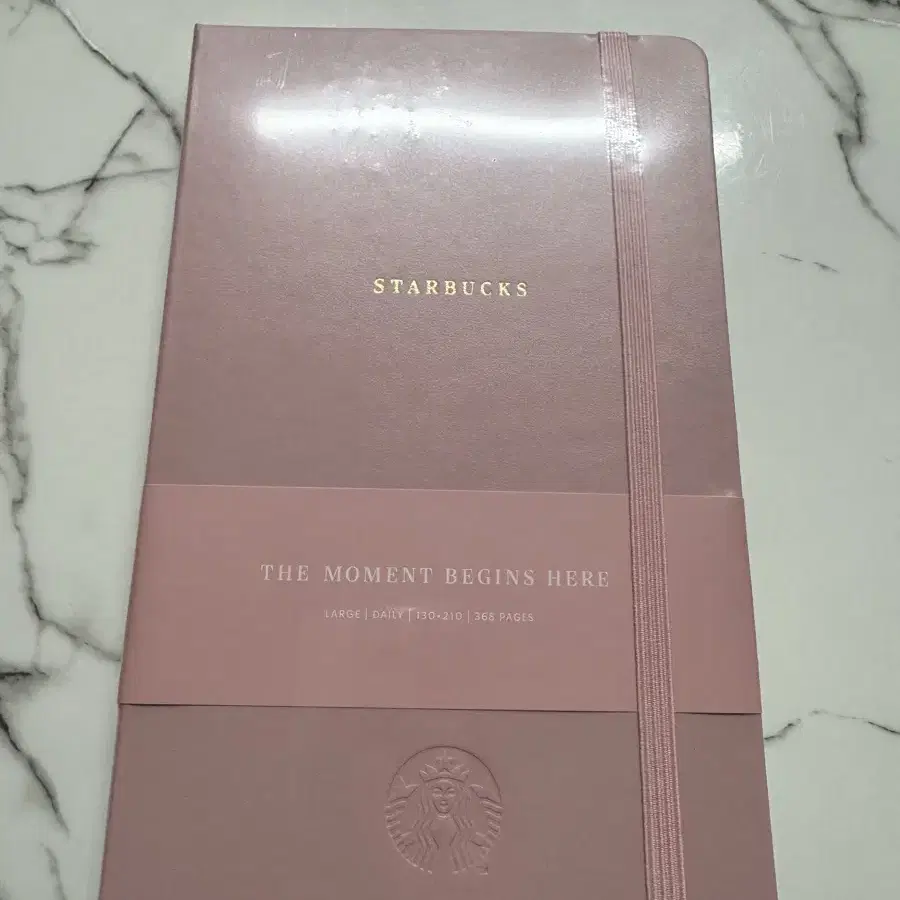 STARBUCKS
THE MOMENT BEGINS HERE
LARGE | DAILY | 130*210 | 368 PAGES